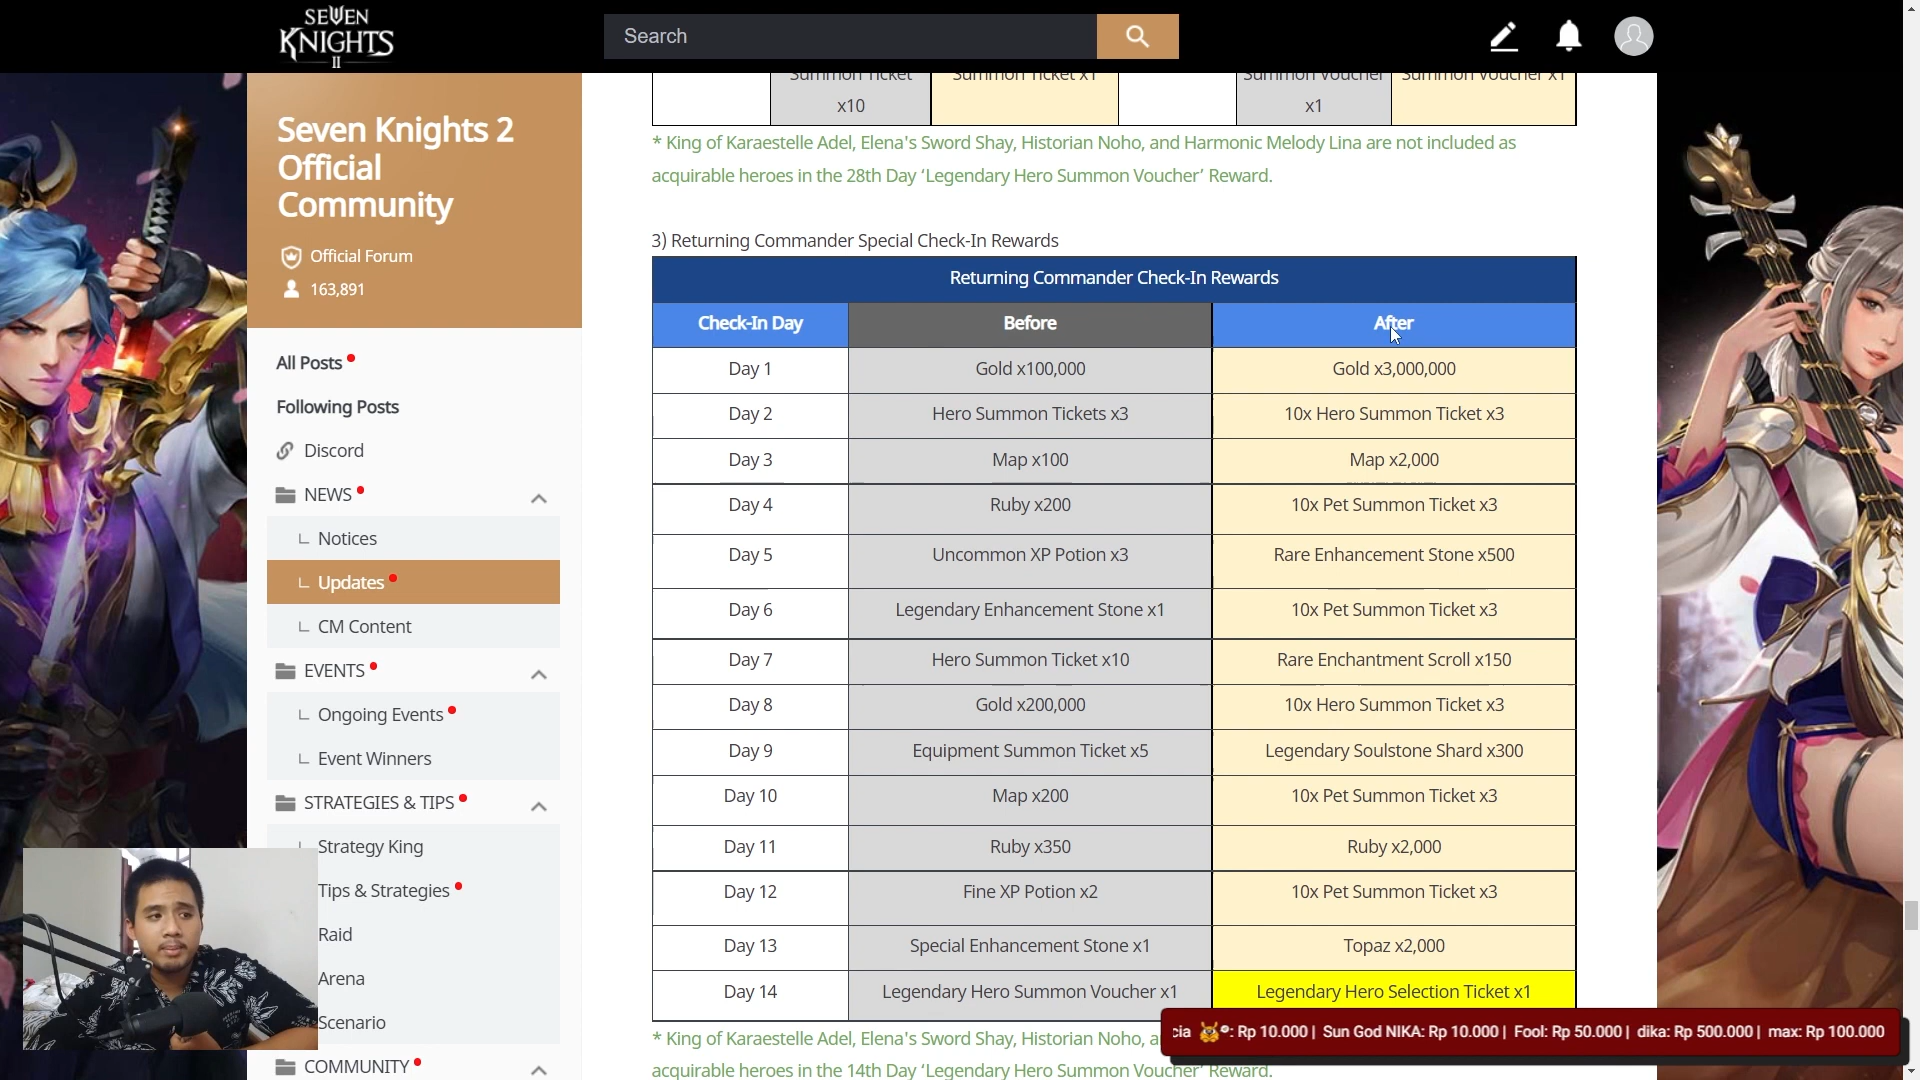 SEVEN
KNIGHTS
II
Search
Seven Knights 2
Official
Community
Official Forum
163,891
All Posts
Following Posts
Discord
NEWS
Notices
Updates
CM Content
EVENTS
Ongoing Events
Event Winners
STRATEGIES & TIPS
Strategy King
Tips & Strategies
Raid
Arena
Scenario
COMMUNITY
Summon Ticket
x10
Summon Ticket x1
Summon Voucher
x1
Summon Voucher x1
* King of Karaestelle Adel, Elena's Sword Shay, Historian Noho, and Harmonic Melody Lina are not included as
acquirable heroes in the 28th Day ‘Legendary Hero Summon Voucher’ Reward.
3) Returning Commander Special Check-In Rewards
Returning Commander Check-In Rewards
Check-In Day Before After
Day 1 Gold x100,000 Gold x3,000,000
Day 2 Hero Summon Tickets x3 10x Hero Summon Ticket x3
Day 3 Map x100 Map x2,000
Day 4 Ruby x200 10x Pet Summon Ticket x3
Day 5 Uncommon XP Potion x3 Rare Enhancement Stone x500
Day 6 Legendary Enhancement Stone x1 10x Pet Summon Ticket x3
Day 7 Hero Summon Ticket x10 Rare Enchantment Scroll x150
Day 8 Gold x200,000 10x Hero Summon Ticket x3
Day 9 Equipment Summon Ticket x5 Legendary Soulstone Shard x300
Day 10 Map x200 10x Pet Summon Ticket x3
Day 11 Ruby x350 Ruby x2,000
Day 12 Fine XP Potion x2 10x Pet Summon Ticket x3
Day 13 Special Enhancement Stone x1 Topaz x2,000
Day 14 Legendary Hero Summon Voucher x1 Legendary Hero Selection Ticket x1
* King of Karaestelle Adel, Elena's Sword Shay, Historian Noho, a
acquirable heroes in the 14th Day ‘Legendary Hero Summon Voucher’ Reward.
cia : Rp 10.000 | Sun God NIKA: Rp 10.000 | Fool: Rp 50.000 | dika: Rp 500.000 | max: Rp 100.000